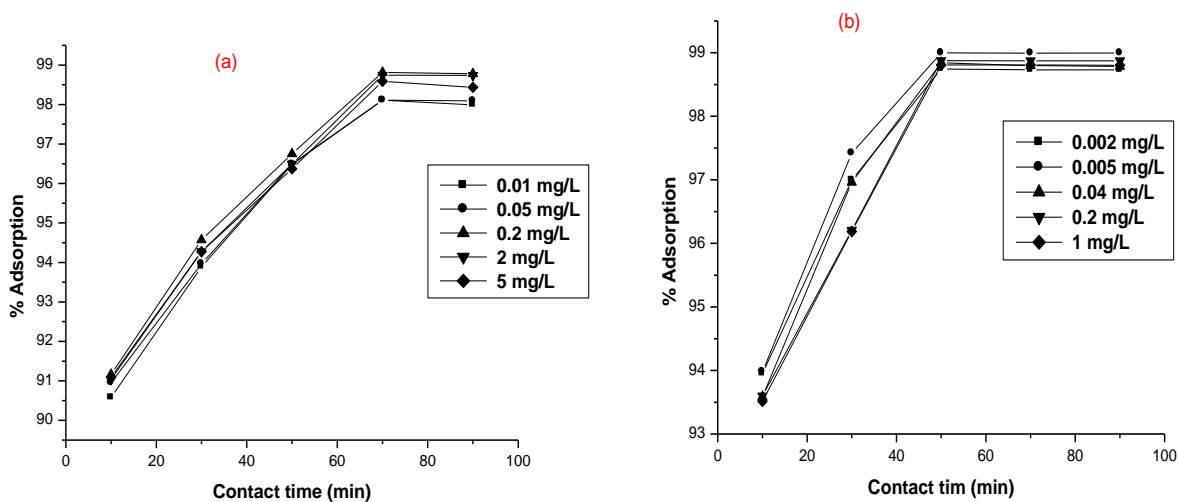 (a)
% Adsorption
99
98
97
96
95
94
93
92
91
90
0
20
40
60
80
100
Contact time (min)
0.01 mg/L
0.05 mg/L
0.2 mg/L
2 mg/L
5 mg/L
(b)
% Adsorption
99
98
97
96
95
94
93
0
20
40
60
80
100
Contact tim (min)
0.002 mg/L
0.005 mg/L
0.04 mg/L
0.2 mg/L
1 mg/L